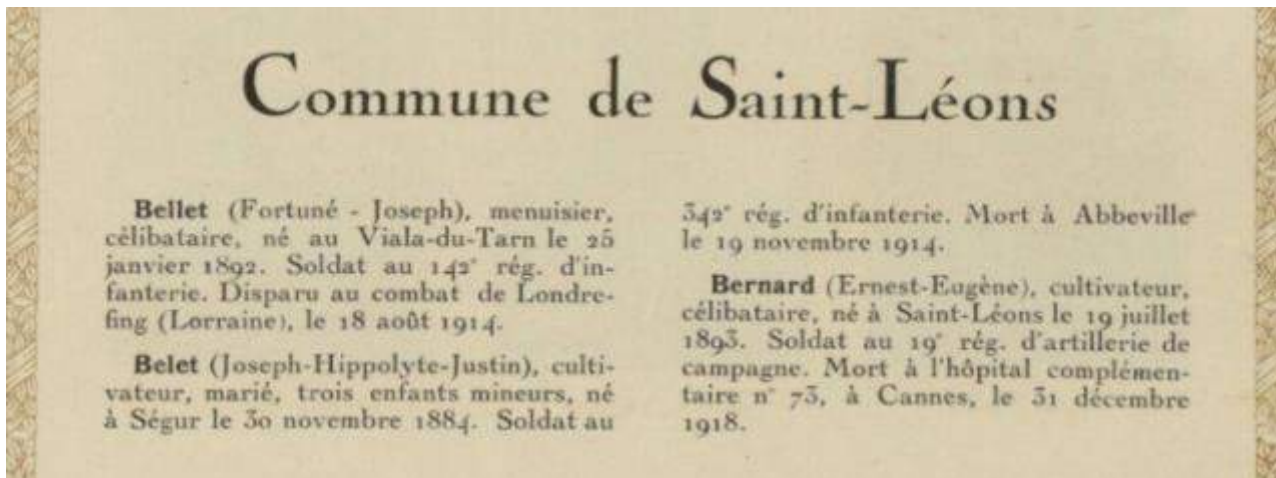 Commune de Saint-Léons
Bellet (Fortuné - Joseph), menuisier,
célibataire, né au Viala-du-Tarn le 25
janvier 1892. Soldat au 142e rég. d'in-
fanterie. Disparu au combat de Londre-
fing (Lorraine), le 18 août 1914.
Belet (Joseph-Hippolyte-Justin), culti-
vateur, marié, trois enfants mineurs, né
à Ségur le 30 novembre 1884. Soldat au
342e rég. d'infanterie. Mort à Abbeville
le 19 novembre 1914.
Bernard (Ernest-Eugène), cultivateur,
célibataire, né à Saint-Léons le 19 juillet
1893. Soldat au 19e rég. d'artillerie de
campagne. Mort à l'hôpital complémen-
taire n° 73, à Cannes, le 31 décembre
1918.